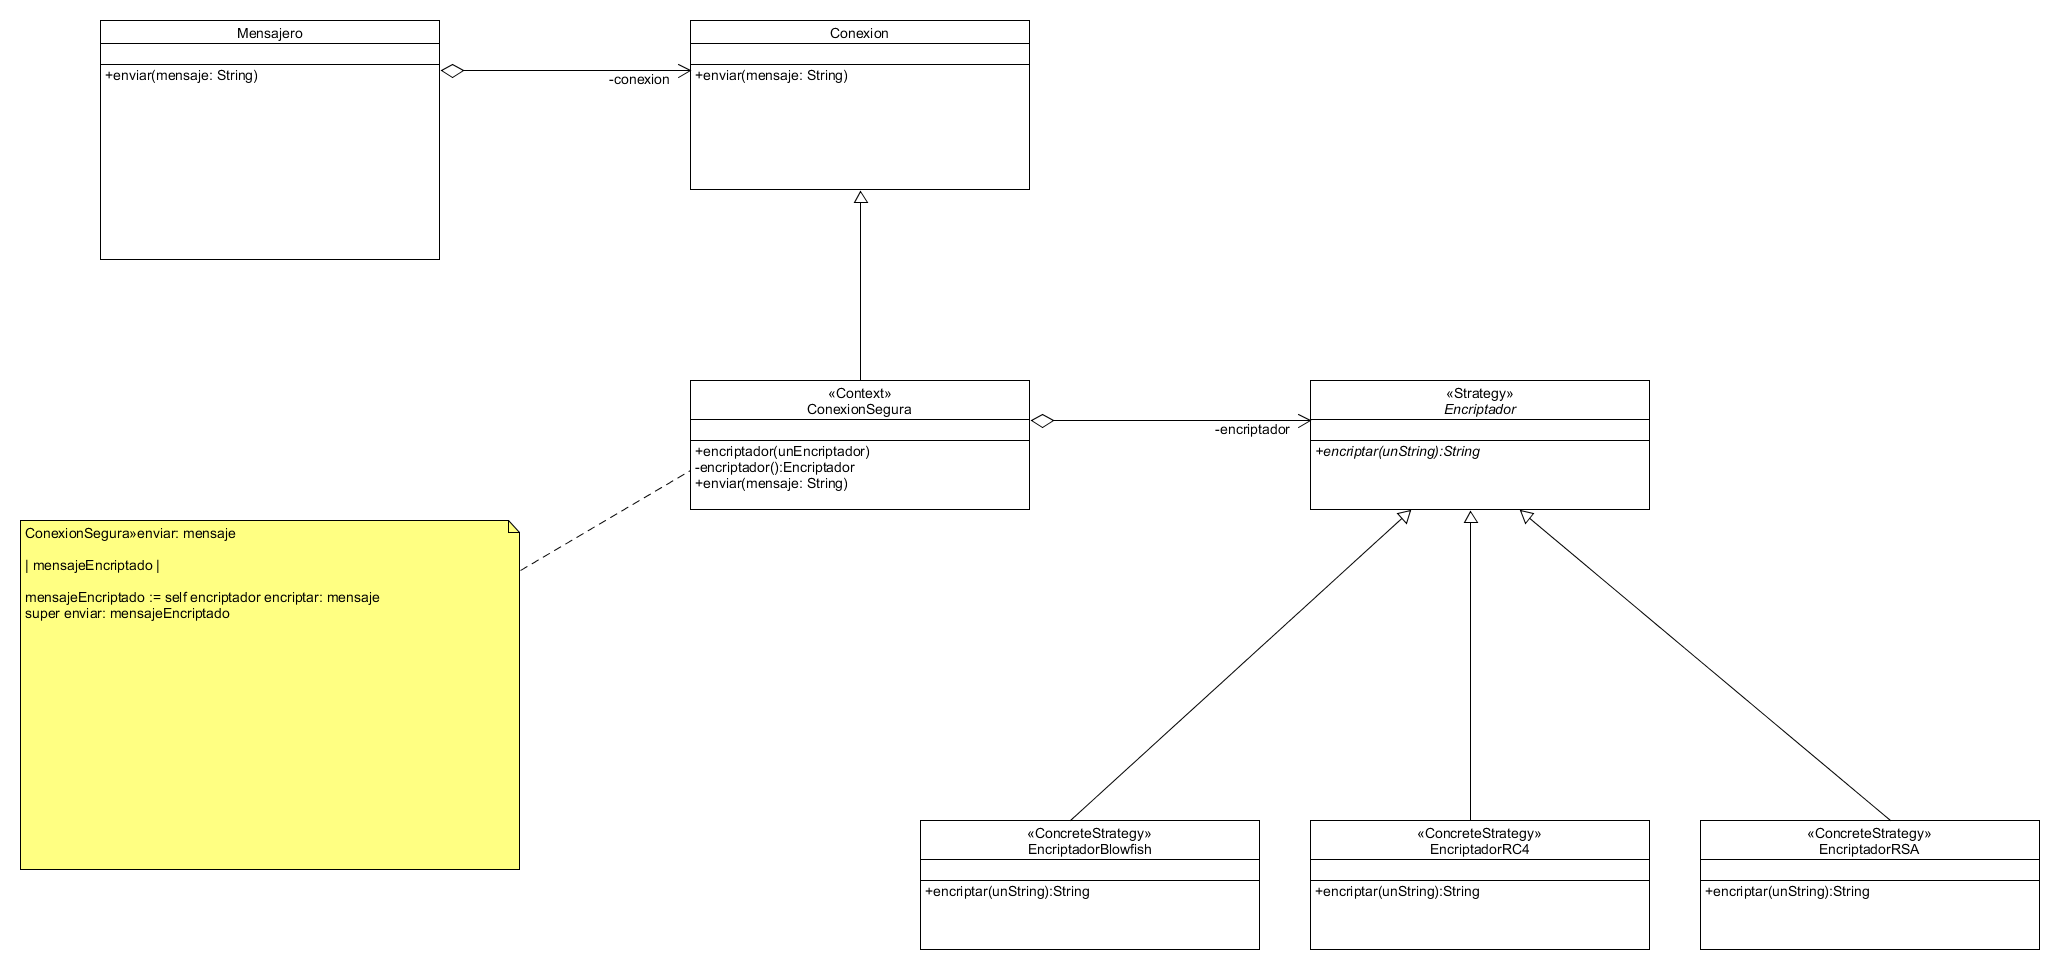 Mensajero
+enviar(mensaje: String)
-conexion
Conexion
+enviar(mensaje: String)
«Context»
ConexionSegura
+encriptador(unEncriptador)
-encriptador():Encriptador
+enviar(mensaje: String)
-encriptador
«Strategy»
Encriptador
+encriptar(unString):String
ConexionSegura»enviar: mensaje
| mensajeEncriptado |
mensajeEncriptado := self encriptador encriptar: mensaje
super enviar: mensajeEncriptado
«ConcreteStrategy»
EncriptadorBlowfish
+encriptar(unString):String
«ConcreteStrategy»
EncriptadorRC4
+encriptar(unString):String
«ConcreteStrategy»
EncriptadorRSA
+encriptar(unString):String